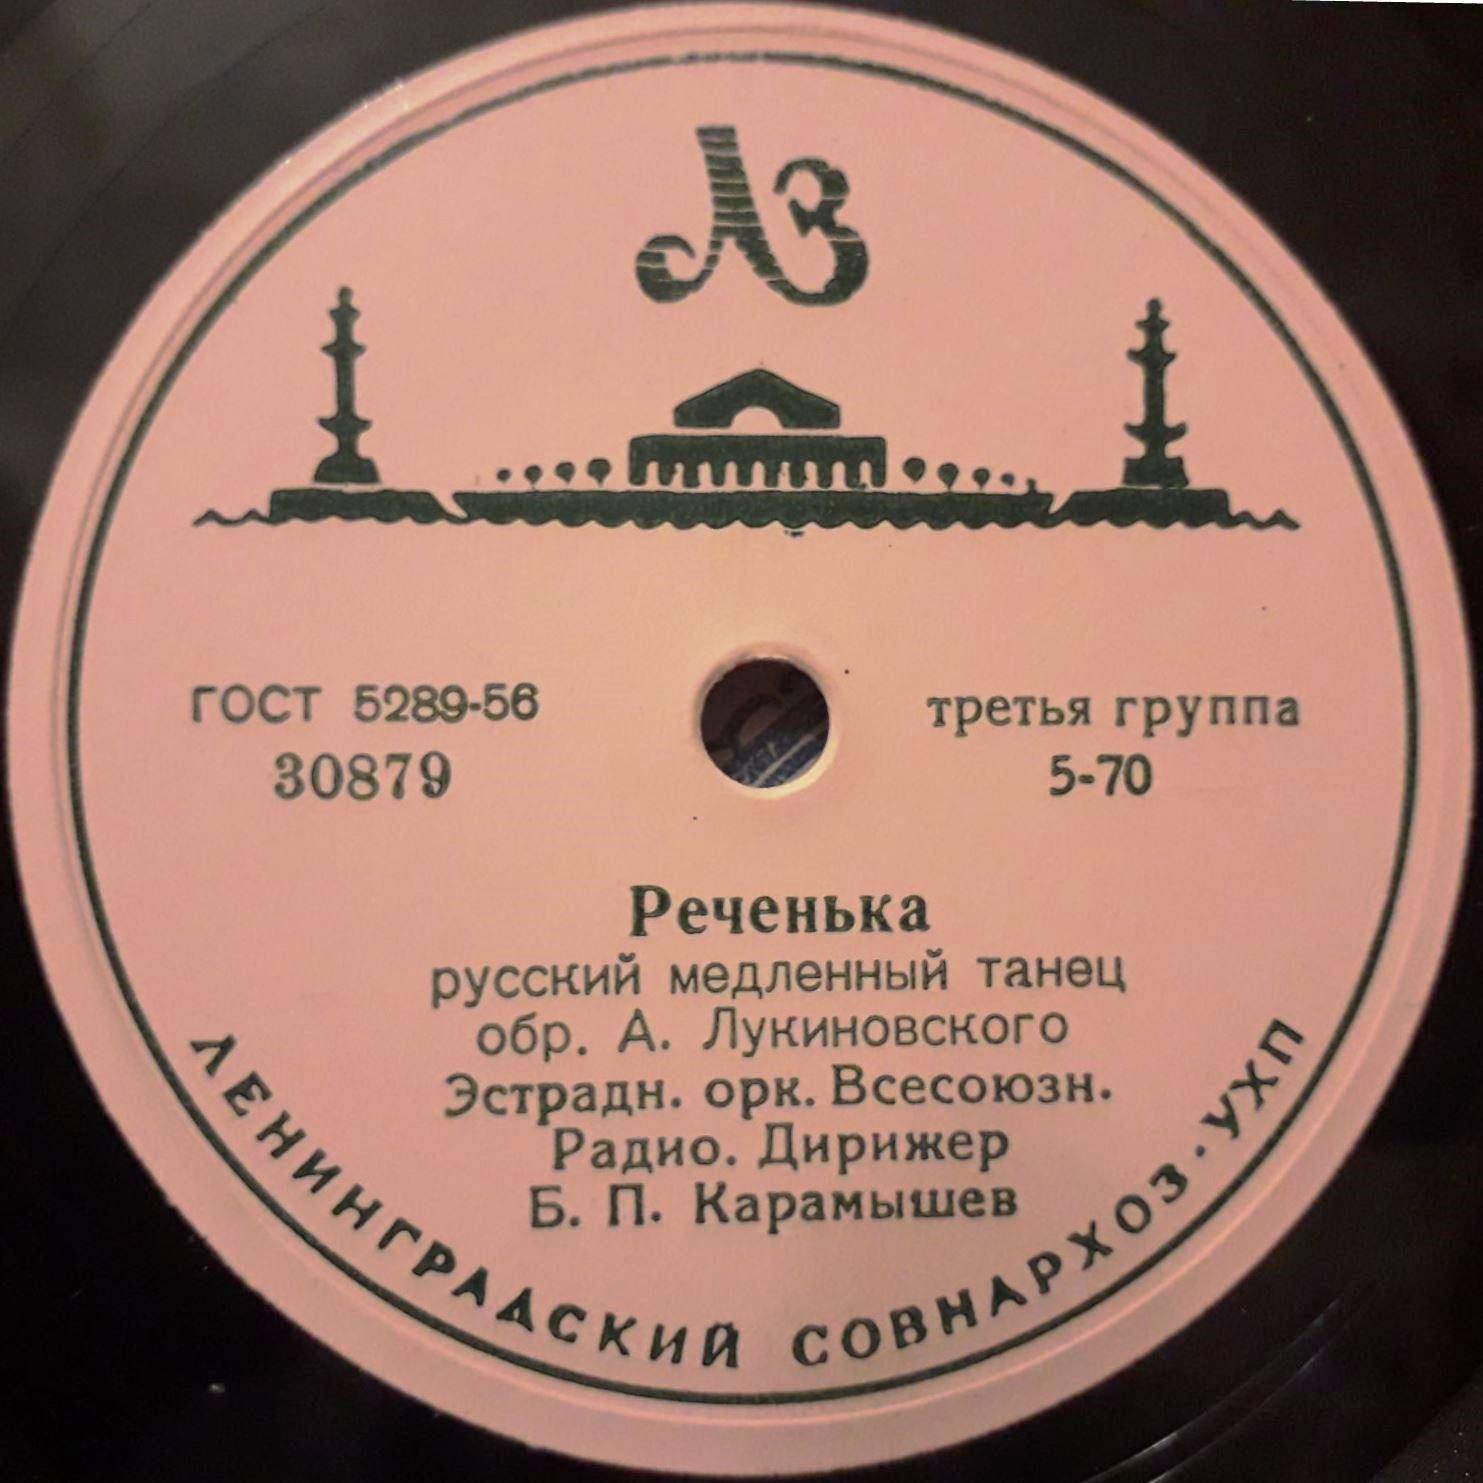 ЛЗ
ГОСТ 5289-56
30879
третья группа
5-70
Реченька
русский медленный танец
обр. А. Лукиновского
Эстрадн. орк. Всесоюзн.
Радио. Дирижер
Б. П. Карамышев
ЛЕНИНГРАДСКИЙ СОВНАРХОЗ · УХП